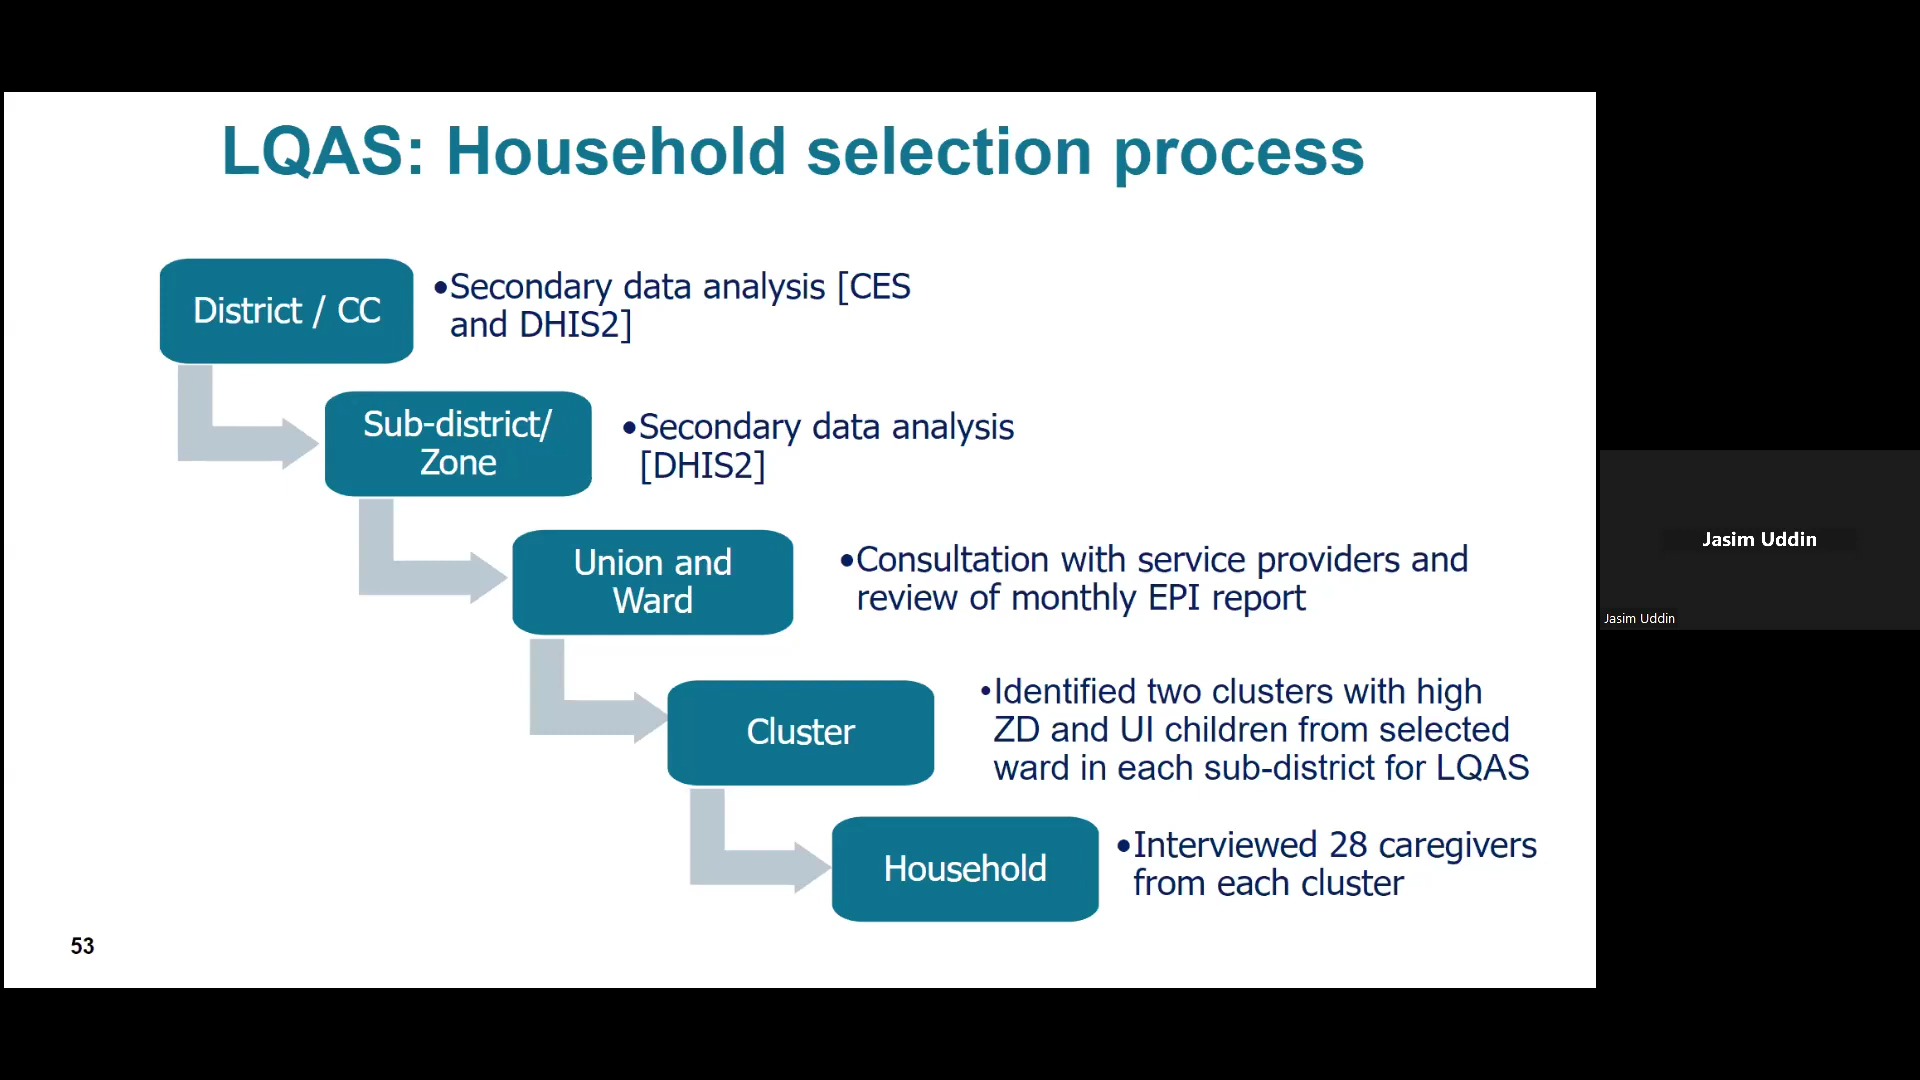 LQAS: Household selection process
District / CC
•Secondary data analysis [CES
and DHIS2]
Sub-district/
Zone
•Secondary data analysis
[DHIS2]
Union and
Ward
•Consultation with service providers and
review of monthly EPI report
Cluster
•Identified two clusters with high
ZD and UI children from selected
ward in each sub-district for LQAS
Household
•Interviewed 28 caregivers
from each cluster
53
Jasim Uddin
Jasim Uddin